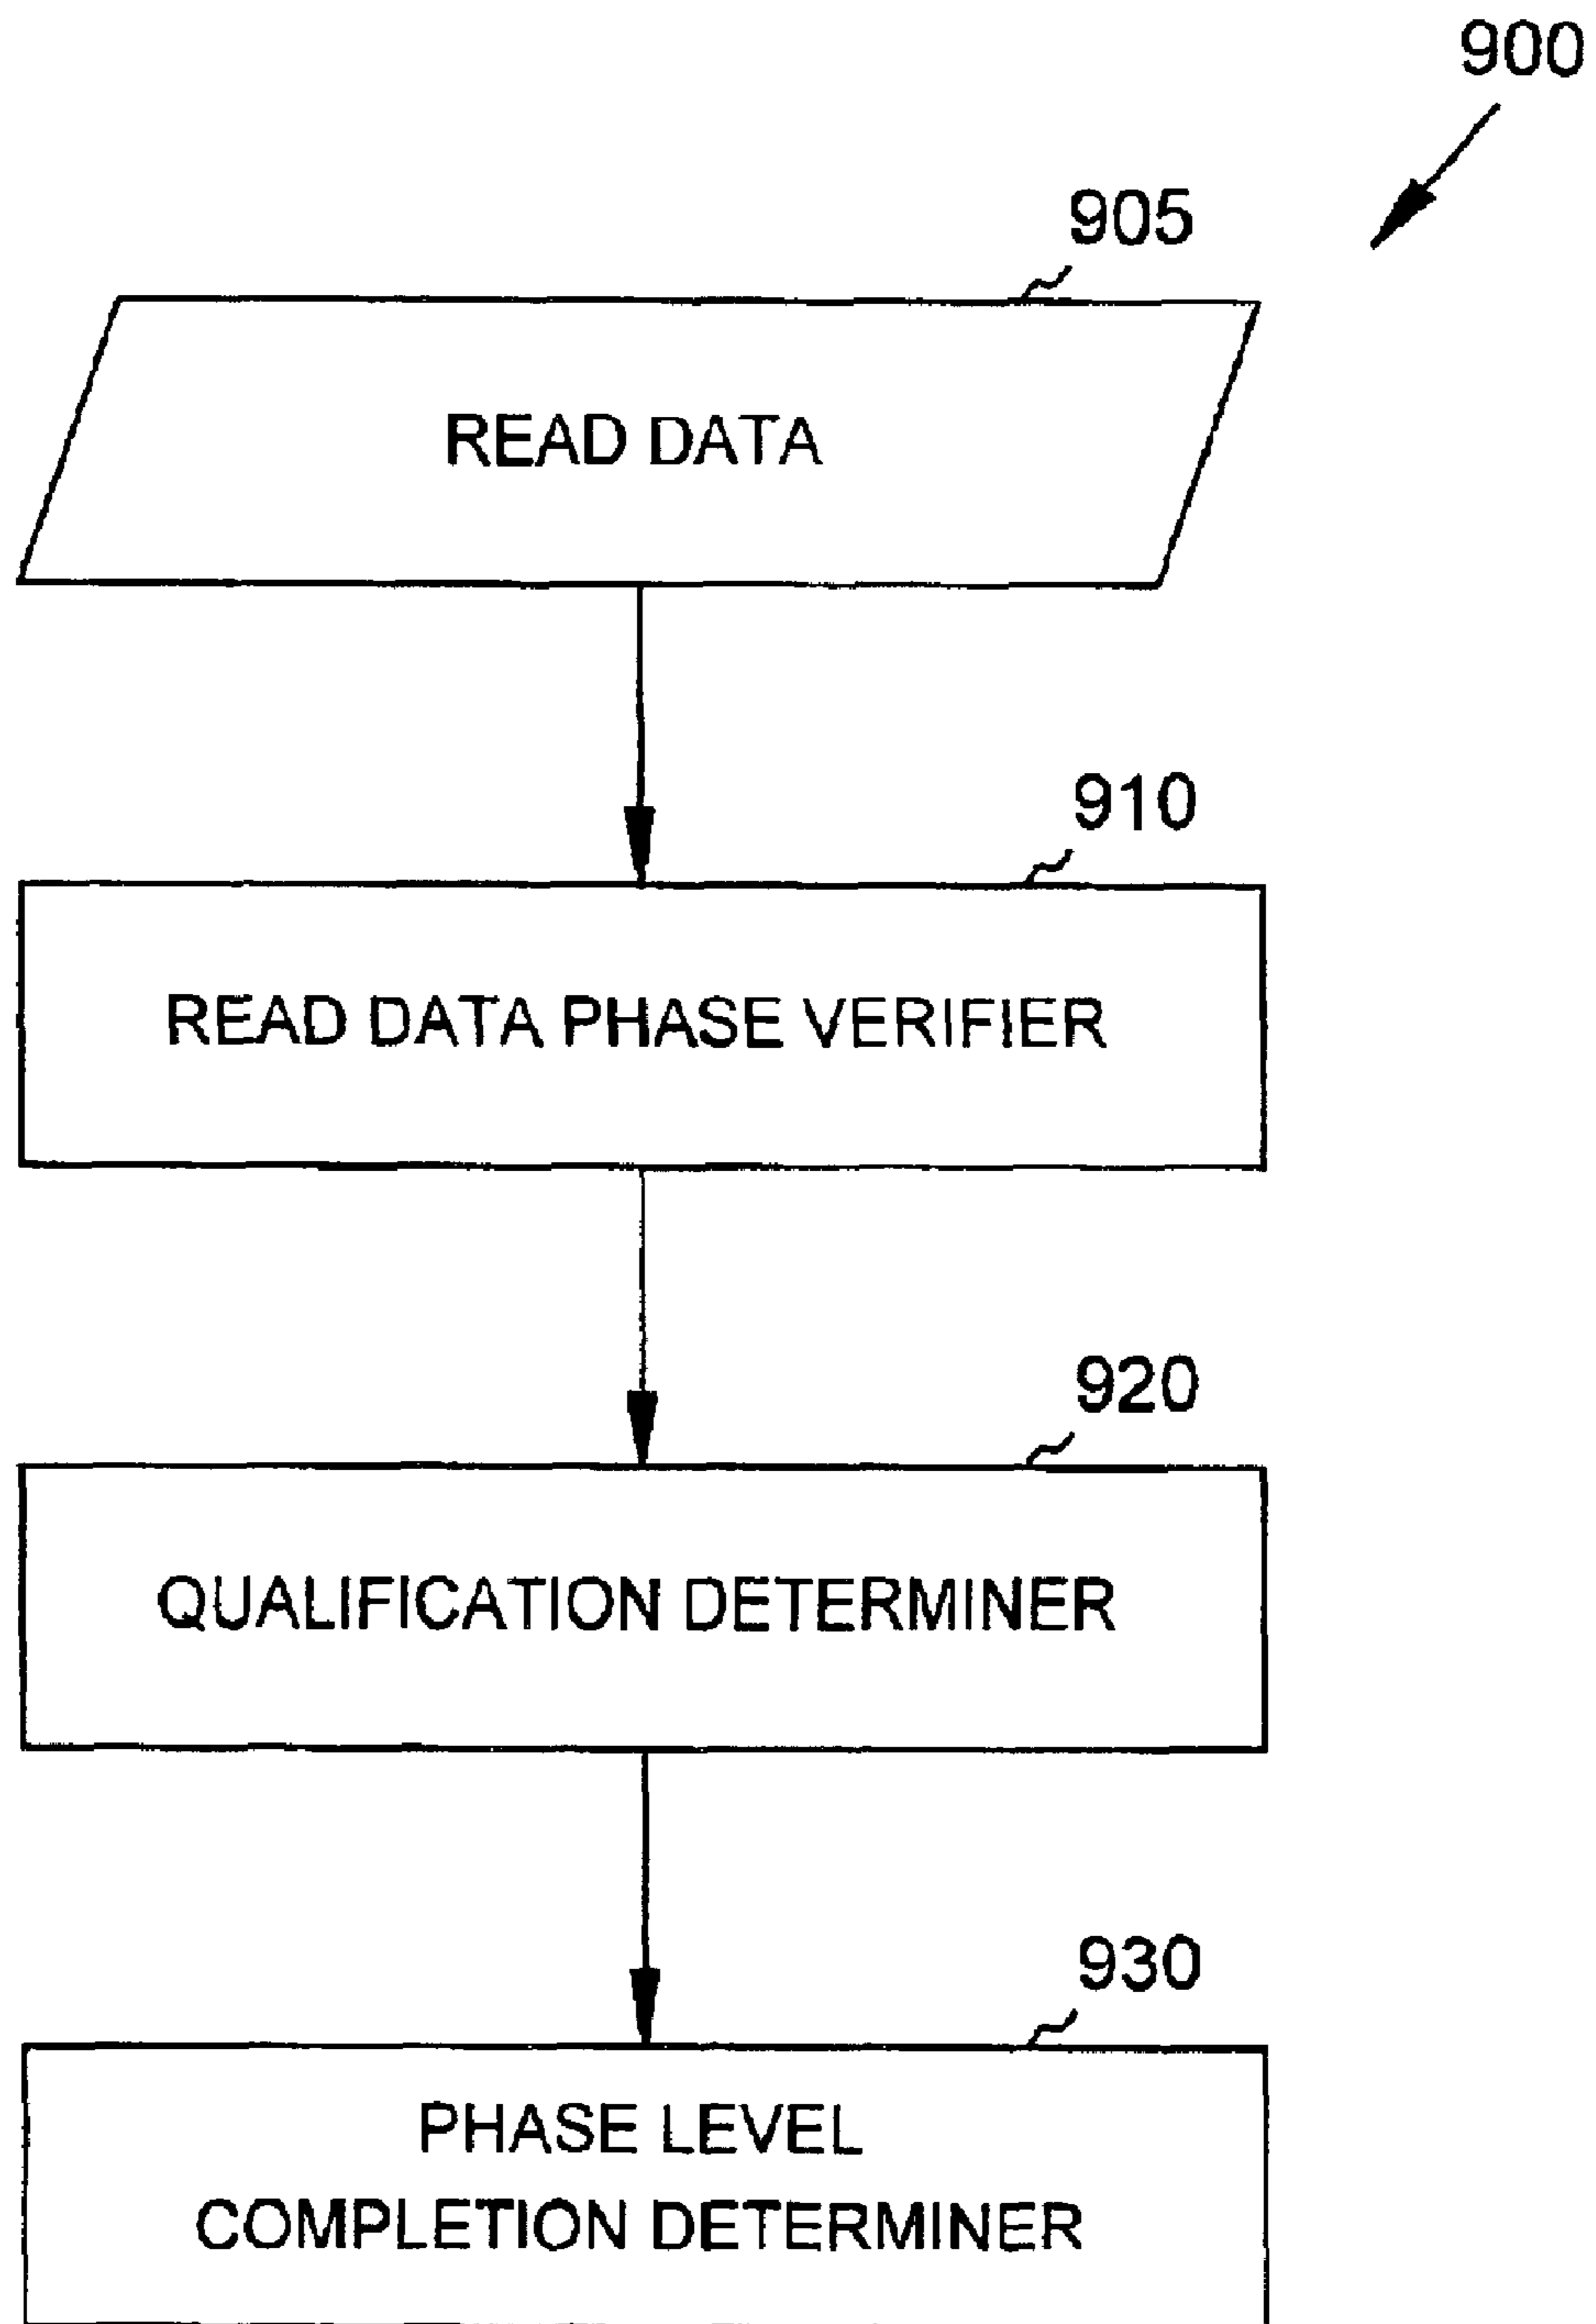 900
905
READ DATA
910
READ DATA PHASE VERIFIER
920
QUALIFICATION DETERMINER
930
PHASE LEVEL
COMPLETION DETERMINER